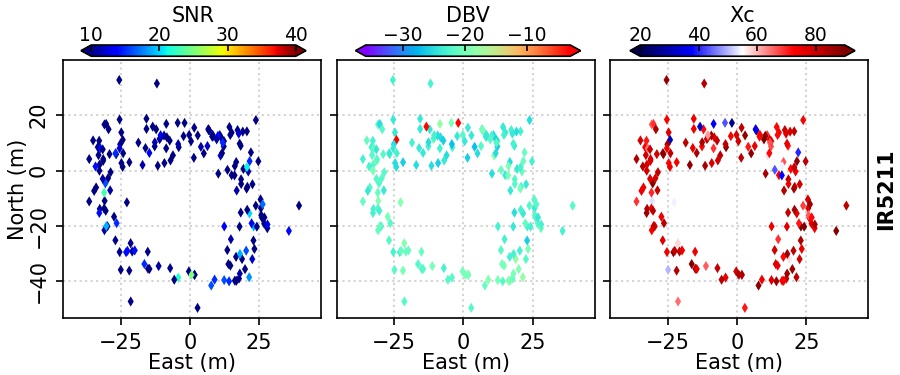 SNR DBV Xc
10 20 30 40 −30 −20 −10 20 40 60 80
North (m)
20
0
−20
−40
−25 0 25 −25 0 25 −25 0 25
East (m) East (m) East (m)
IR5211